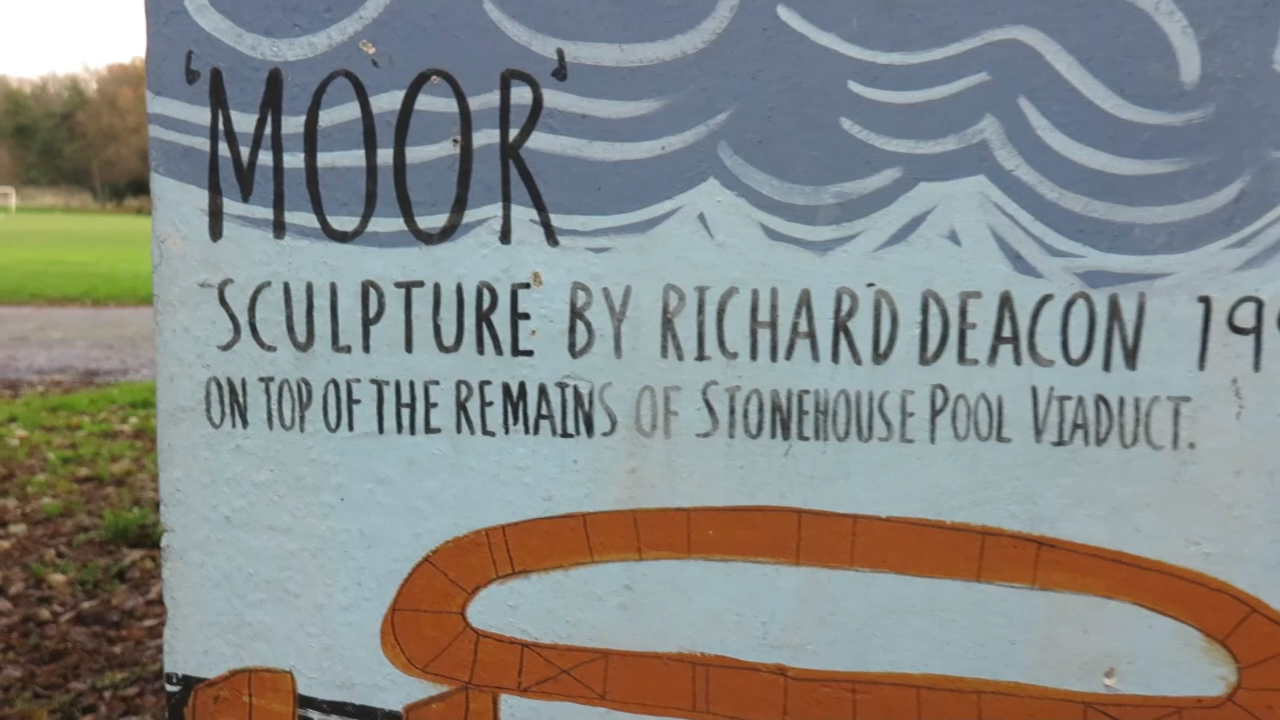 'MOOR'
SCULPTURE BY RICHARD DEACON
ON TOP OF THE REMAINS OF STONEHOUSE POOL VIADUCT.